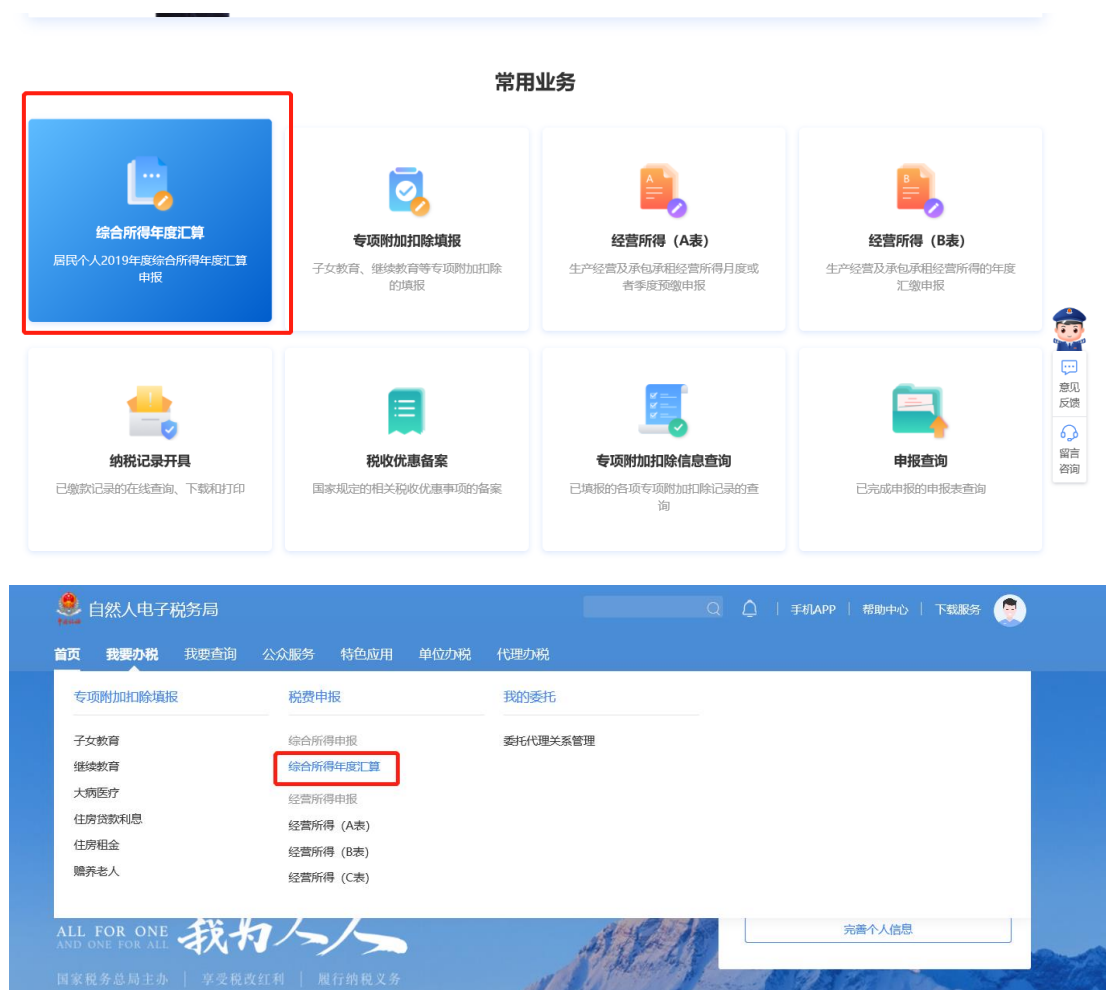 常用业务
综合所得年度汇算
居民个人2019年度综合所得年度汇算
申报
专项附加扣除填报
子女教育、继续教育等专项附加扣除
的填报
A
经营所得（A表）
生产经营及承包承租经营所得月度或
者季度预缴申报
B
经营所得（B表）
生产经营及承包承租经营所得的年度
汇缴申报
意见
反馈
留言
咨询
纳税记录开具
已缴款记录的在线查询、下载和打印
税收优惠备案
国家规定的相关税收优惠事项的备案
专项附加扣除信息查询
已填报的各项专项附加扣除记录的查
询
申报查询
已完成申报的申报表查询
自然人电子税务局
手机APP
帮助中心
下载服务
首页 我要办税 我要查询 公众服务 特色应用 单位办税 代理办税
专项附加扣除填报
子女教育
继续教育
大病医疗
住房贷款利息
住房租金
赡养老人
税费申报
综合所得申报
综合所得年度汇算
经营所得申报
经营所得（A表）
经营所得（B表）
经营所得（C表）
我的委托
委托代理关系管理
ALL FOR ONE
AND ONE FOR ALL
我为人人
国家税务总局主办 | 享受税改红利 | 履行纳税义务
完善个人信息